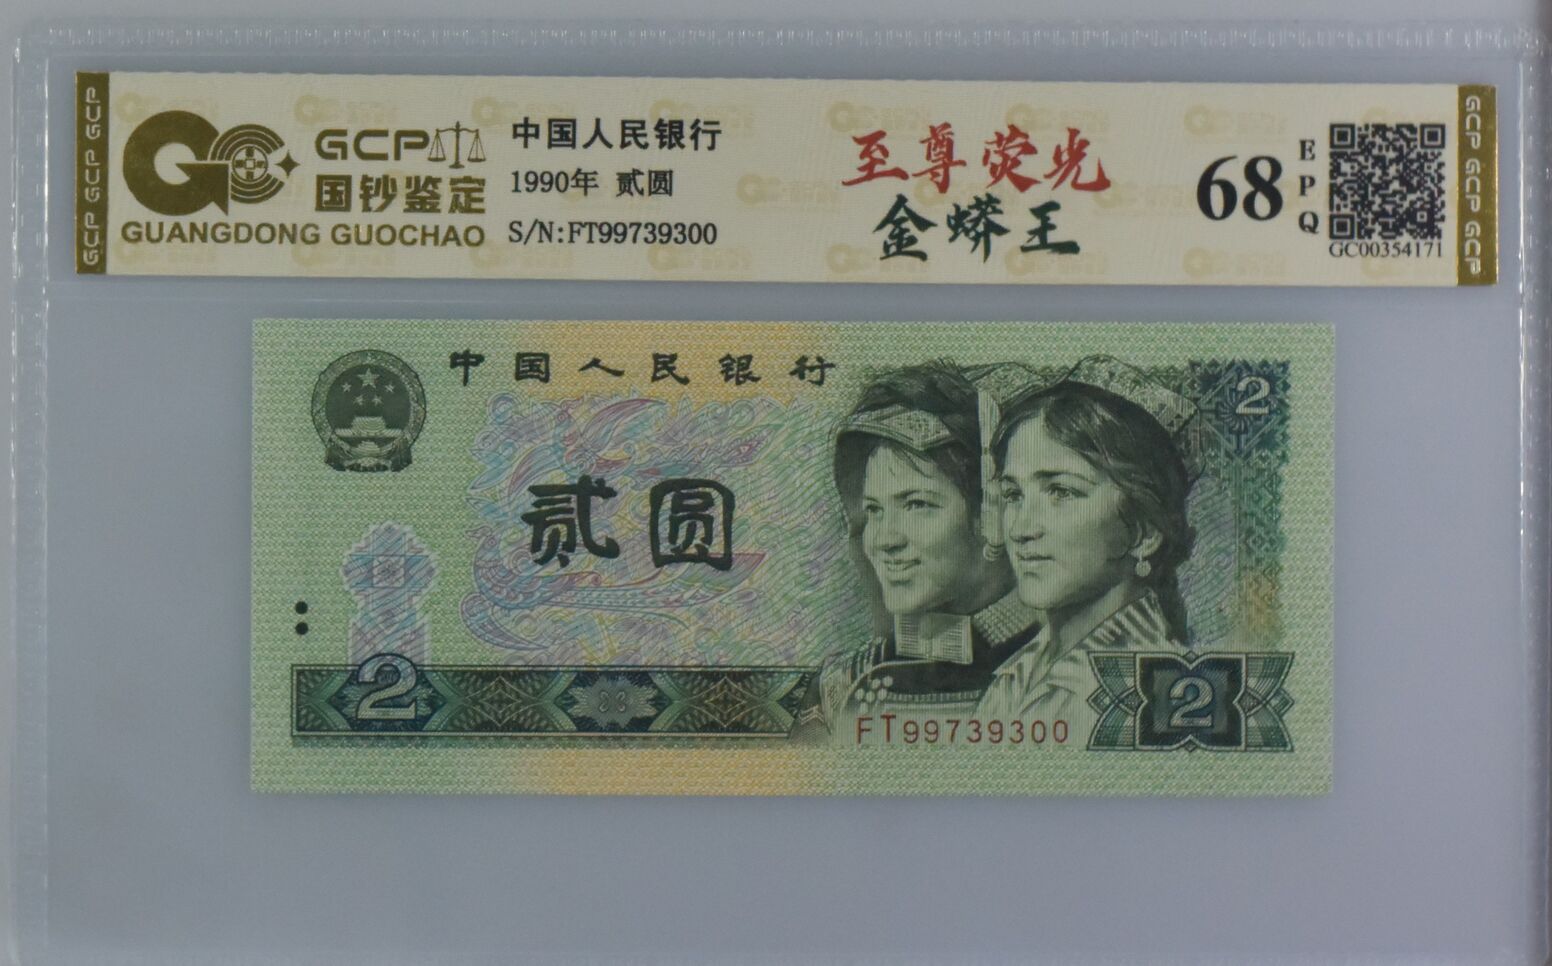 GCP GCP GCP
GCP
国钞鉴定
GUANGDONG GUOCHAO
中国人民银行
1990年 贰圆
S/N:FT99739300
至尊荧光
金蟒王
68
EPQ
GC00354171
GCP GCP GCP
中国人民银行
2
贰圆
2
FT99739300
2